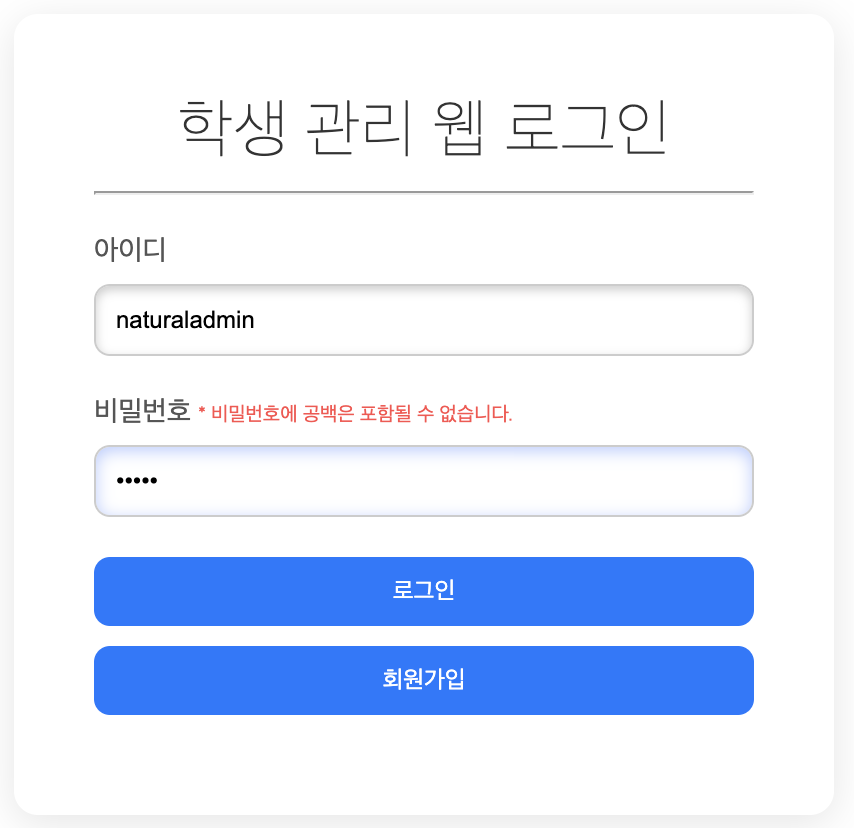 학생 관리 웹 로그인
아이디
naturaladmin
비밀번호 * 비밀번호에 공백은 포함될 수 없습니다.
•••••
로그인
회원가입